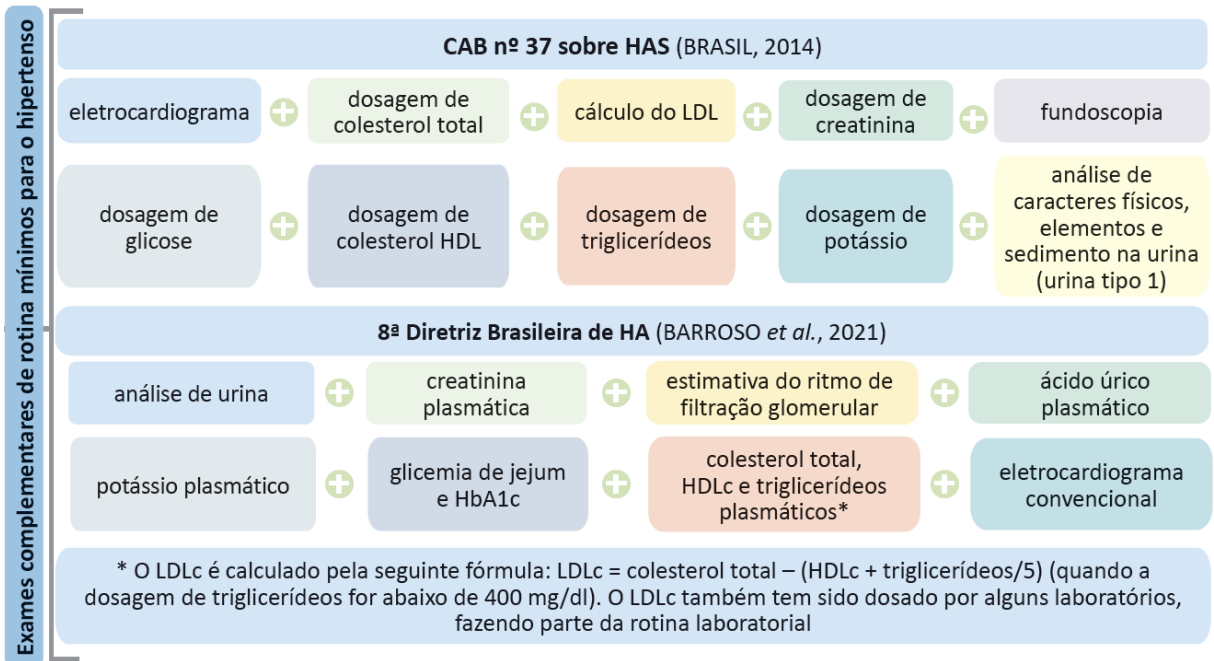 Exames complementares de rotina mínimos para o hipertenso
CAB nº 37 sobre HAS (BRASIL, 2014)
eletrocardiograma
dosagem de
colesterol total
cálculo do LDL
dosagem de
creatinina
fundoscopia
dosagem de
glicose
dosagem de
colesterol HDL
dosagem de
triglicerídeos
dosagem de
potássio
análise de
caracteres físicos,
elementos e
sedimento na urina
(urina tipo 1)
8ª Diretriz Brasileira de HA (BARROSO et al., 2021)
análise de urina
creatinina
plasmática
estimativa do ritmo de
filtração glomerular
ácido úrico
plasmático
potássio plasmático
glicemia de jejum
e HbA1c
colesterol total,
HDLc e triglicerídeos
plasmáticos*
eletrocardiograma
convencional
* O LDLc é calculado pela seguinte fórmula: LDLc = colesterol total – (HDLc + triglicerídeos/5) (quando a
dosagem de triglicerídeos for abaixo de 400 mg/dl). O LDLc também tem sido dosado por alguns laboratórios,
fazendo parte da rotina laboratorial